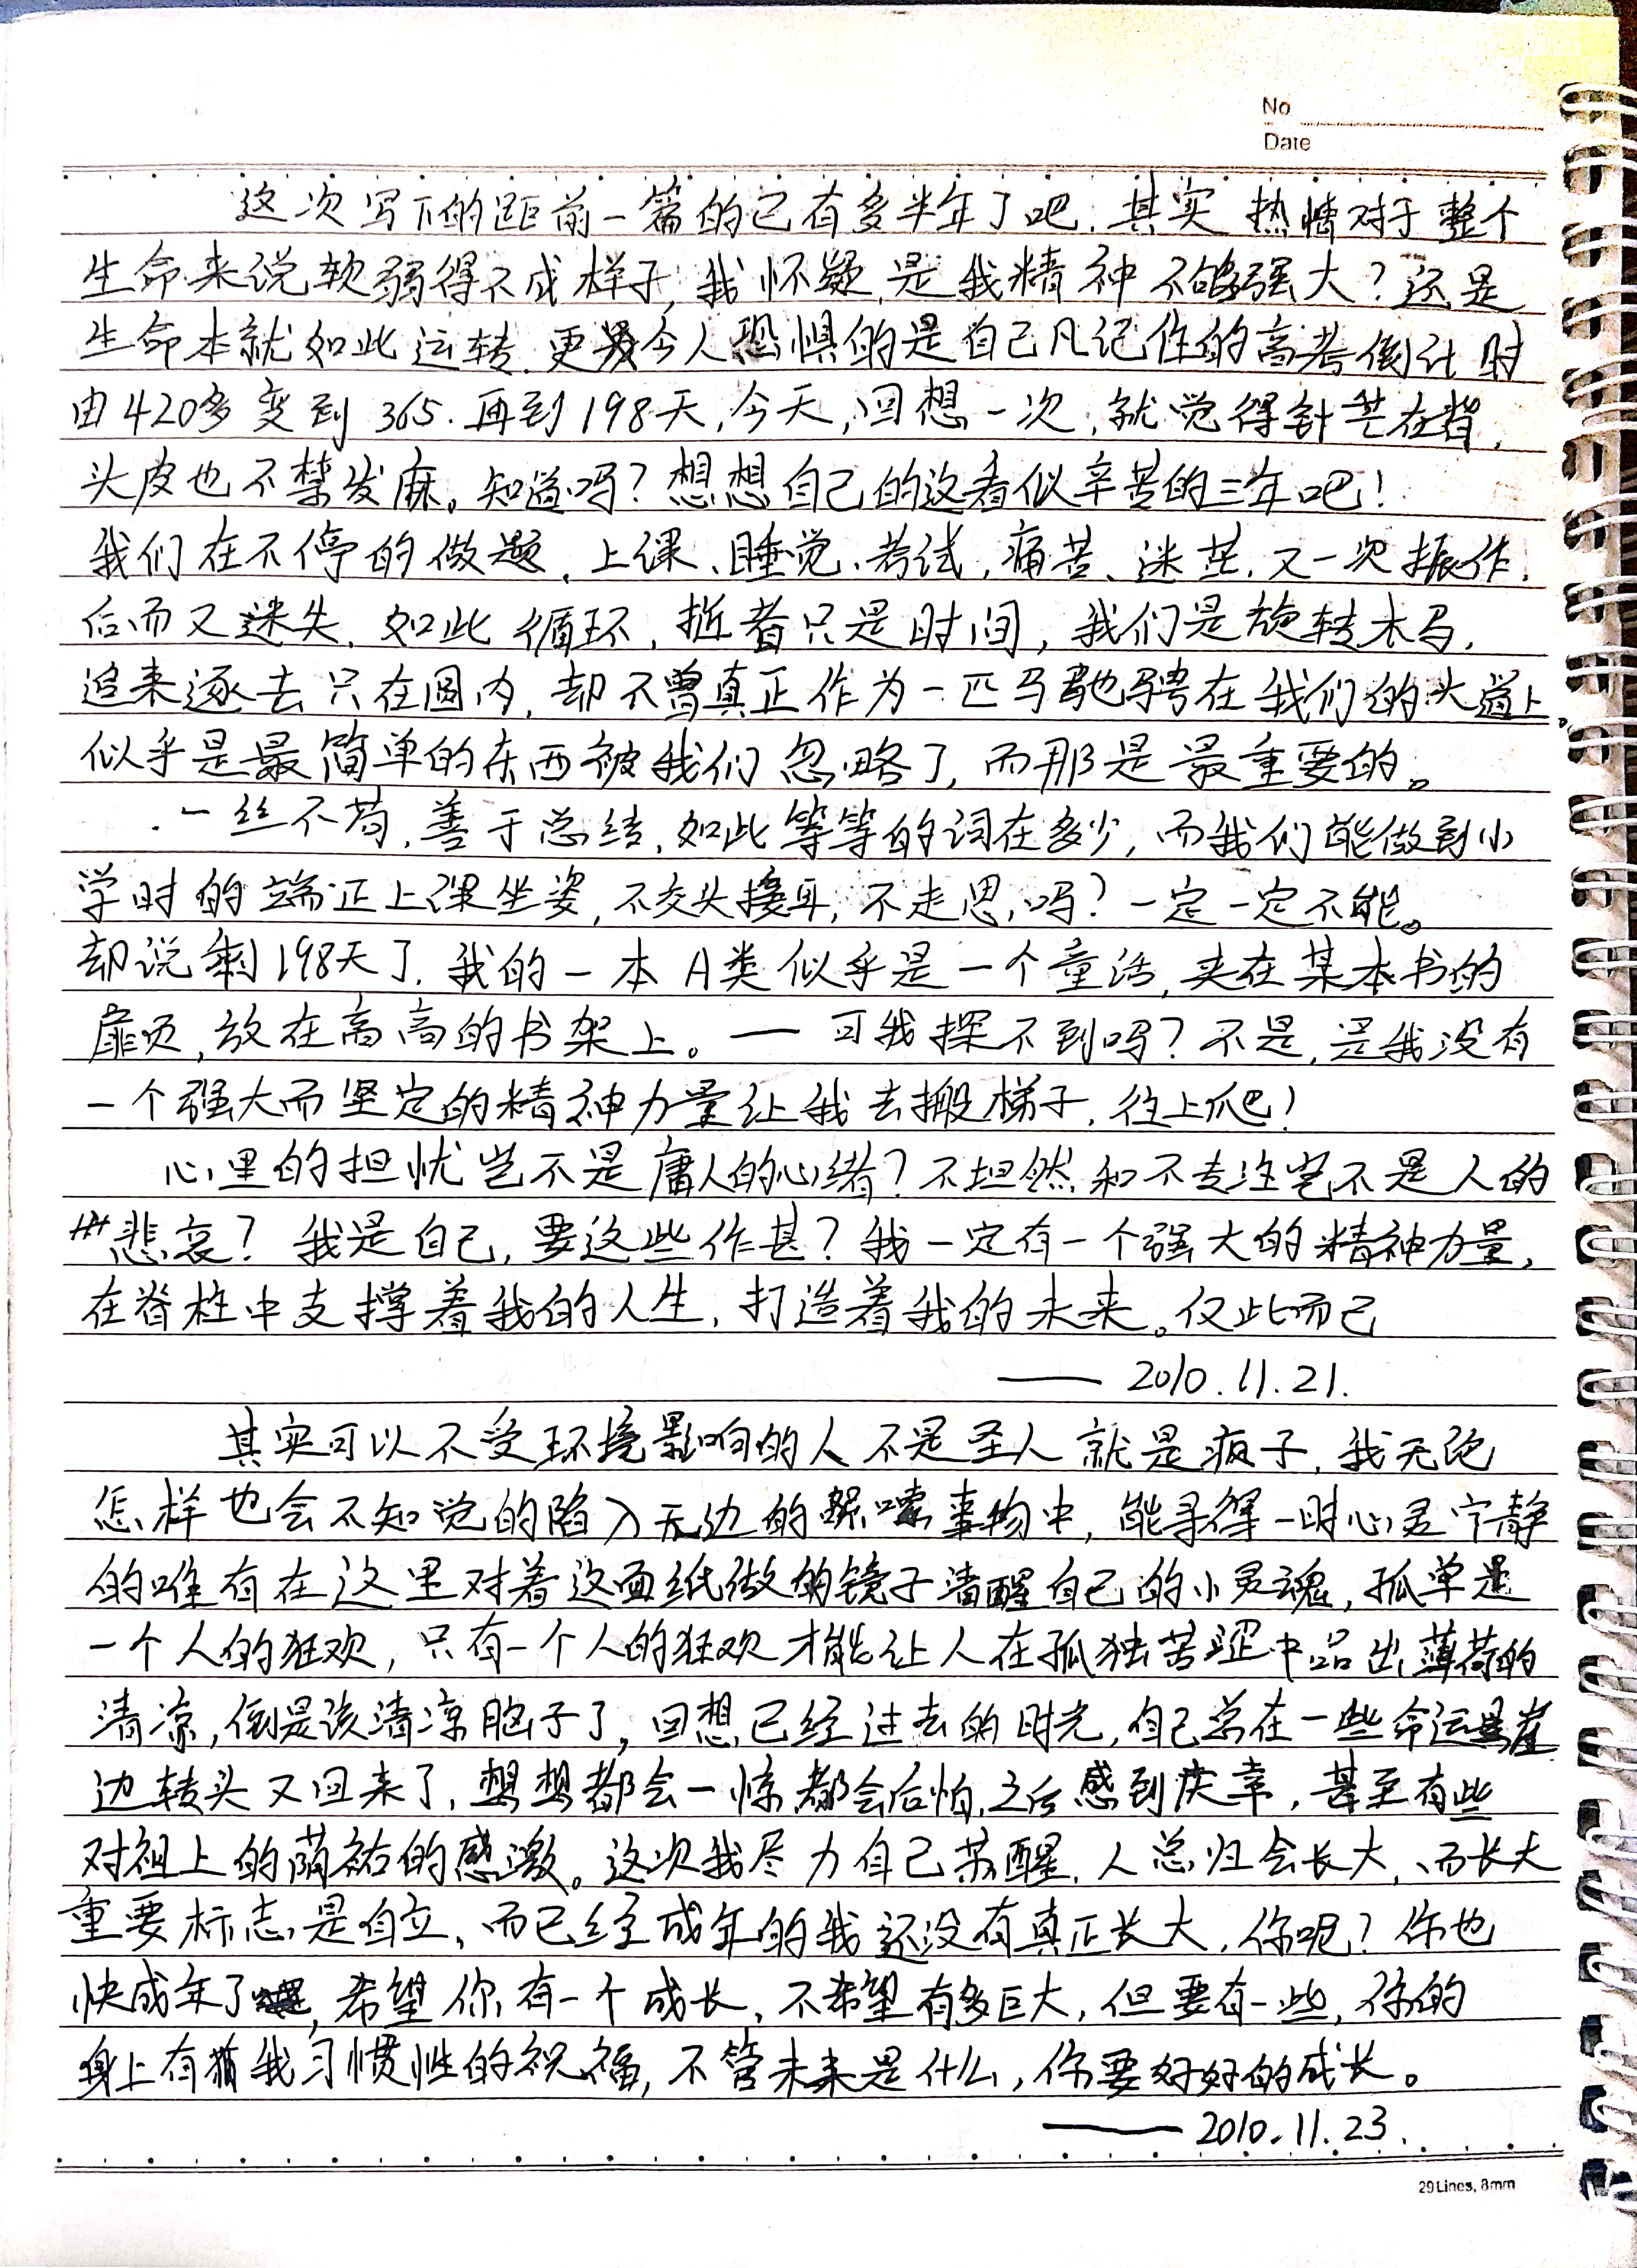 No
Date
这次写下的距前一篇的已有多半年了吧.其实 热情对于整个
生命来说软弱得不成样子,我怀疑,是我精神不够强大?还是
生命本就如此运转.更令人恐惧的是自己凡记住的高考倒计时
由420多变到365.再到198天,今天,回想一次,就觉得针芒在背,
头皮也不禁发麻。知道吗?想想自己的这看似辛苦的三年吧!
我们在不停的做题、上课、睡觉、考试,痛苦、迷茫,又一次振作,
后而又迷失,如此循环,逝者只是时间,我们是旋转木马,
追来逐去只在圆内,却不曾真正作为一匹马驰骋在我们的大道上。
似乎是最简单的东西被我们忽略了,而那是最重要的。
一丝不苟,善于总结,如此等等的词在多少,而我们能做到小
学时的端正上课坐姿,不交头接耳,不走思,吗?一定一定不能。
却说剩198天了.我的一本A类似乎是一个童话,夹在某本书的
扉页,放在高高的书架上。—可我探不到吗?不是,是我没有
一个强大而坚定的精神力量让我去搬梯子,往上爬!
心里的担忧岂不是庸人的心绪?不坦然和不专注岂不是人的
悲哀?我是自己,要这些作甚?我一定有一个强大的精神力量,
在脊柱中支撑着我的人生,打造着我的未来。仅此而已
—— 2010.11.21.
其实可以不受环境影响的人不是圣人就是疯子,我无论
怎样也会不知觉的陷入无边的琐事物中,能寻得一时心灵宁静
的唯有在这里对着这面纸做的镜子清醒自己的小灵魂,孤单是
一个人的狂欢,只有一个人的狂欢才能让人在孤独苦涩中品出薄荷的
清凉,倒是该清凉脑子了,回想已经过去的时光,自己总在一些命运悬崖
边转头又回来了,想想都会一惊都会后怕,之后感到庆幸,甚至有些
对祖上的荫祐的感激。这次我尽力自己苏醒,人总归会长大,而长大
重要标志是自立、而已经成年的我还没有真正长大,你呢?你也
快成年了,希望你有一个成长,不希望有多巨大,但要有一些,你的
身上有着我习惯性的祝福,不管未来是什么,你要好好的成长。
—— 2010.11.23.
29Lines, 8mm